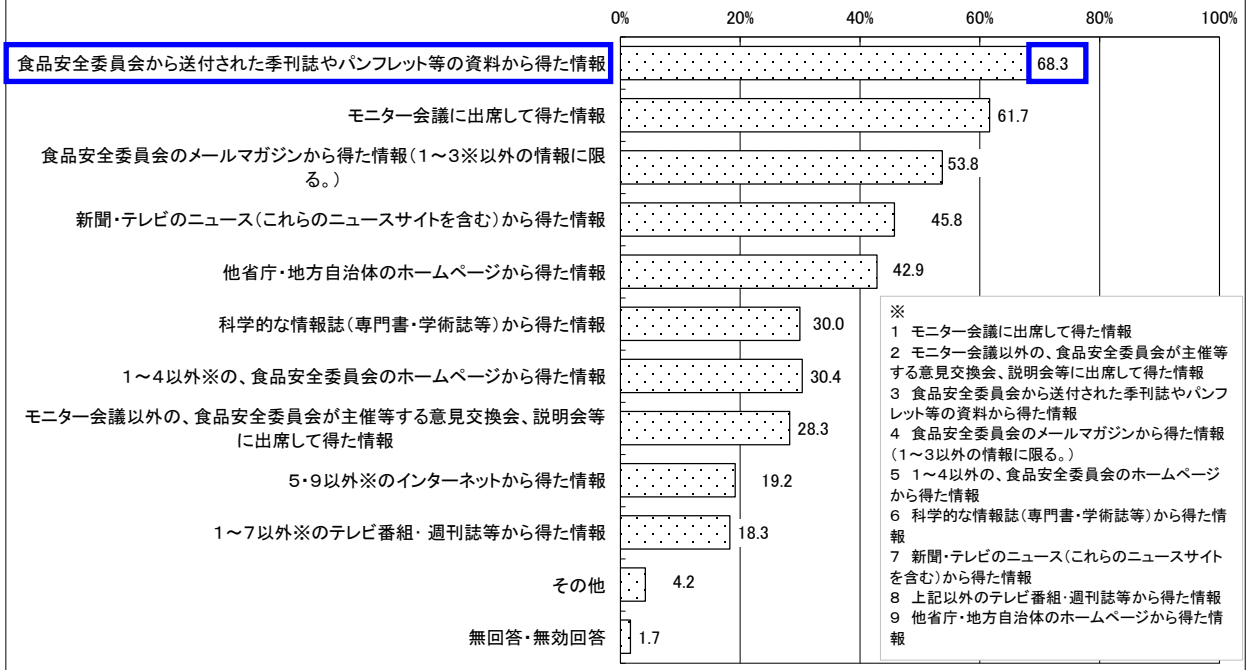 0% 20% 40% 60% 80% 100%
食品安全委員会から送付された季刊誌やパンフレット等の資料から得た情報 68.3
モニター会議に出席して得た情報 61.7
食品安全委員会のメールマガジンから得た情報(1～3※以外の情報に限
る。) 53.8
新聞・テレビのニュース(これらのニュースサイトを含む)から得た情報 45.8
他省庁・地方自治体のホームページから得た情報 42.9
科学的な情報誌(専門書・学術誌等)から得た情報 30.0
1～4以外※の、食品安全委員会のホームページから得た情報 30.4
モニター会議以外の、食品安全委員会が主催等する意見交換会、説明会等
に出席して得た情報 28.3
5・9以外※のインターネットから得た情報 19.2
1～7以外※のテレビ番組・週刊誌等から得た情報 18.3
その他 4.2
無回答・無効回答 1.7
※
1 モニター会議に出席して得た情報
2 モニター会議以外の、食品安全委員会が主催等
する意見交換会、説明会等に出席して得た情報
3 食品安全委員会から送付された季刊誌やパンフ
レット等の資料から得た情報
4 食品安全委員会のメールマガジンから得た情報
(1～3以外の情報に限る。)
5 1～4以外の、食品安全委員会のホームページ
から得た情報
6 科学的な情報誌(専門書・学術誌等)から得た情
報
7 新聞・テレビのニュース(これらのニュースサイト
を含む)から得た情報
8 上記以外のテレビ番組・週刊誌等から得た情報
9 他省庁・地方自治体のホームページから得た情
報